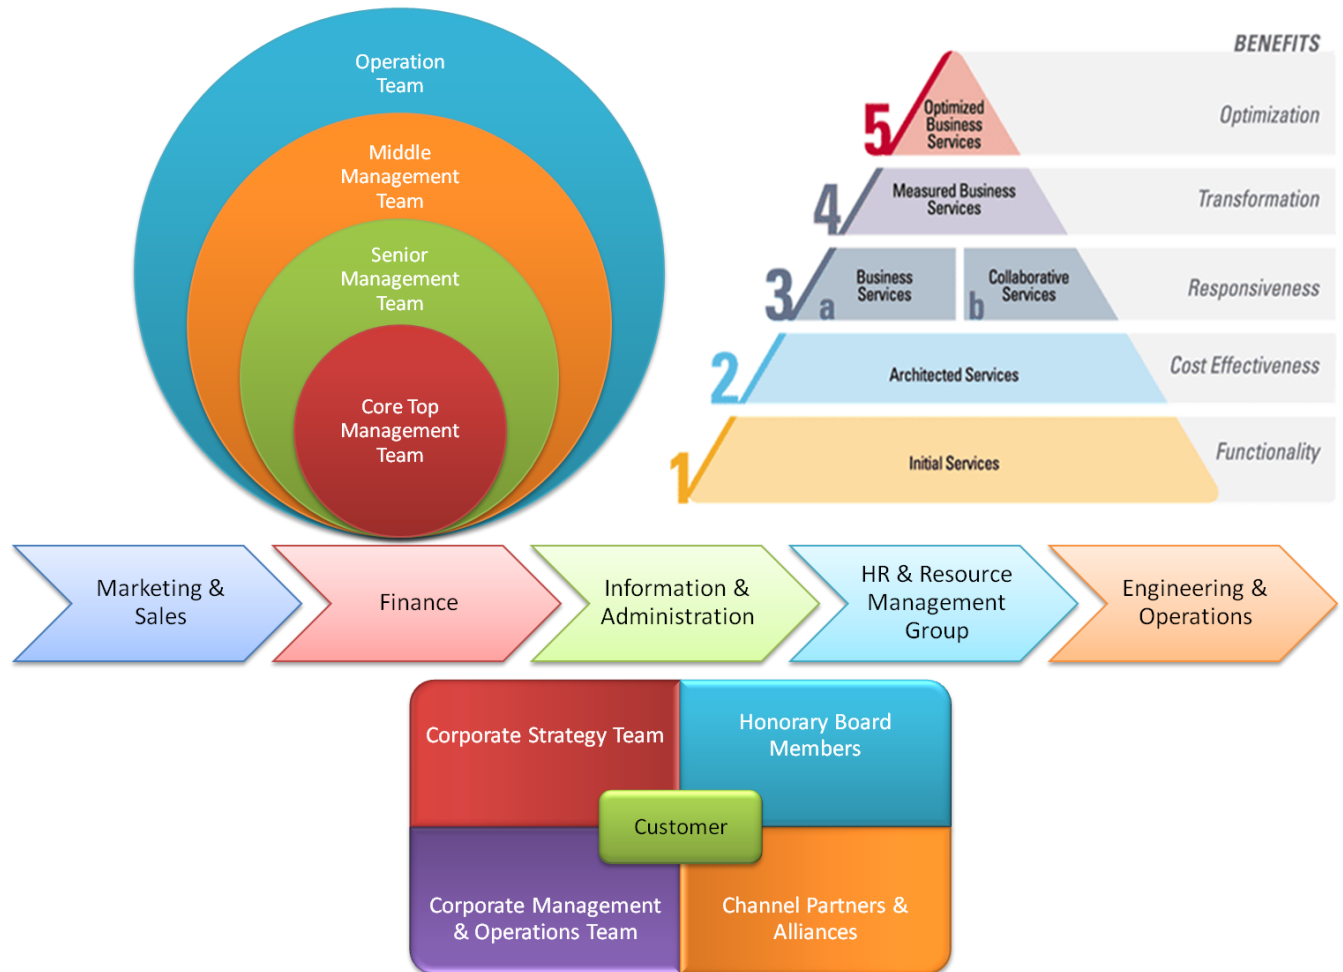 Operation
Team
Middle
Management
Team
Senior
Management
Team
Core Top
Management
Team
BENEFITS
5
Optimized
Business
Services
Optimization
4
Measured Business
Services
Transformation
3
a
Business
Services
b
Collaborative
Services
Responsiveness
2
Architected Services
Cost Effectiveness
1
Initial Services
Functionality
Marketing &
Sales
Finance
Information &
Administration
HR & Resource
Management
Group
Engineering &
Operations
Corporate Strategy Team
Honorary Board
Members
Customer
Corporate Management
& Operations Team
Channel Partners &
Alliances